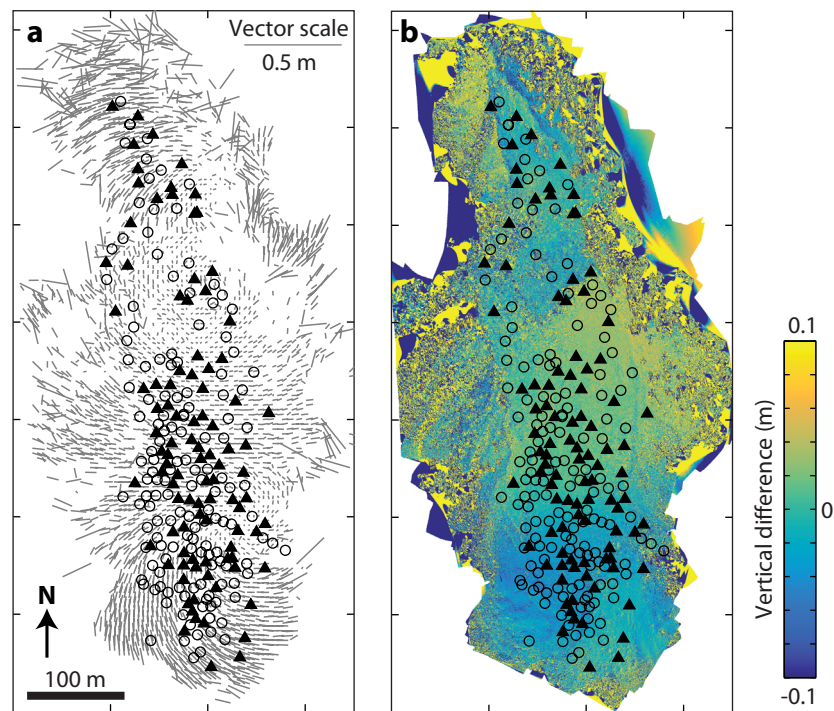 a
Vector scale
0.5 m
b
N
100 m
0.1
0
-0.1
Vertical difference (m)